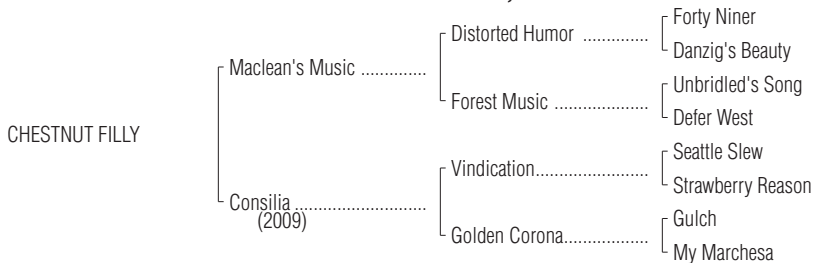 Forty Niner
Distorted Humor ..............
Danzig's Beauty
Maclean's Music ..............
Unbridled's Song
Forest Music ....................
Defer West
CHESTNUT FILLY
Seattle Slew
Vindication........................
Strawberry Reason
Consilia ............................
(2009)
Gulch
Golden Corona..................
My Marchesa